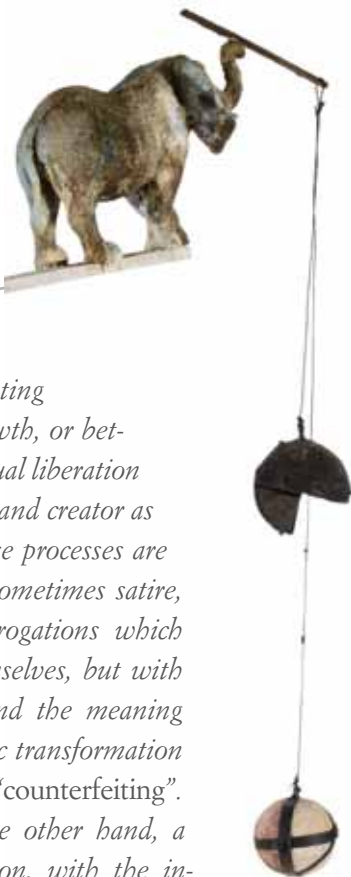 ting
wth, or bet-
ual liberation
and creator as
se processes are
ometimes satire,
rogations which
selves, but with
nd the meaning
c transformation
"counterfeiting".
e other hand, a
on, with the in-